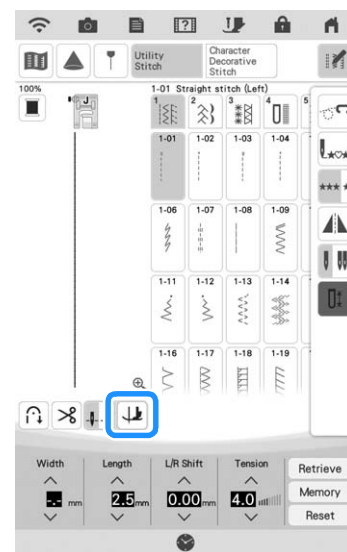 Utility Stitch
Character Decorative Stitch
100%
1-01 Straight stitch (Left)
J
1 2 3 4 5
1-01 1-02 1-03 1-04
1-06 1-07 1-08 1-09
1-11 1-12 1-13 1-14
1-16 1-17 1-18 1-19
Width Length L/R Shift Tension
-.- mm 2.5 mm 0.00 mm 4.0
Retrieve
Memory
Reset